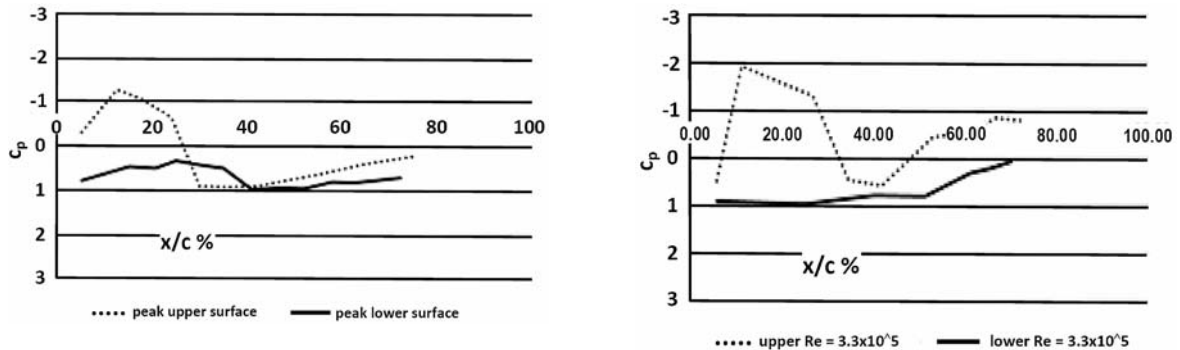 -3
-2
-1
0 20 40 60 80 100
0
1
2
3
Cp
x/c %
peak upper surface peak lower surface
-3
-2
-1
0.00 20.00 40.00 60.00 80.00 100.00
0
1
2
3
Cp
x/c %
upper Re = 3.3x10^5 lower Re = 3.3x10^5